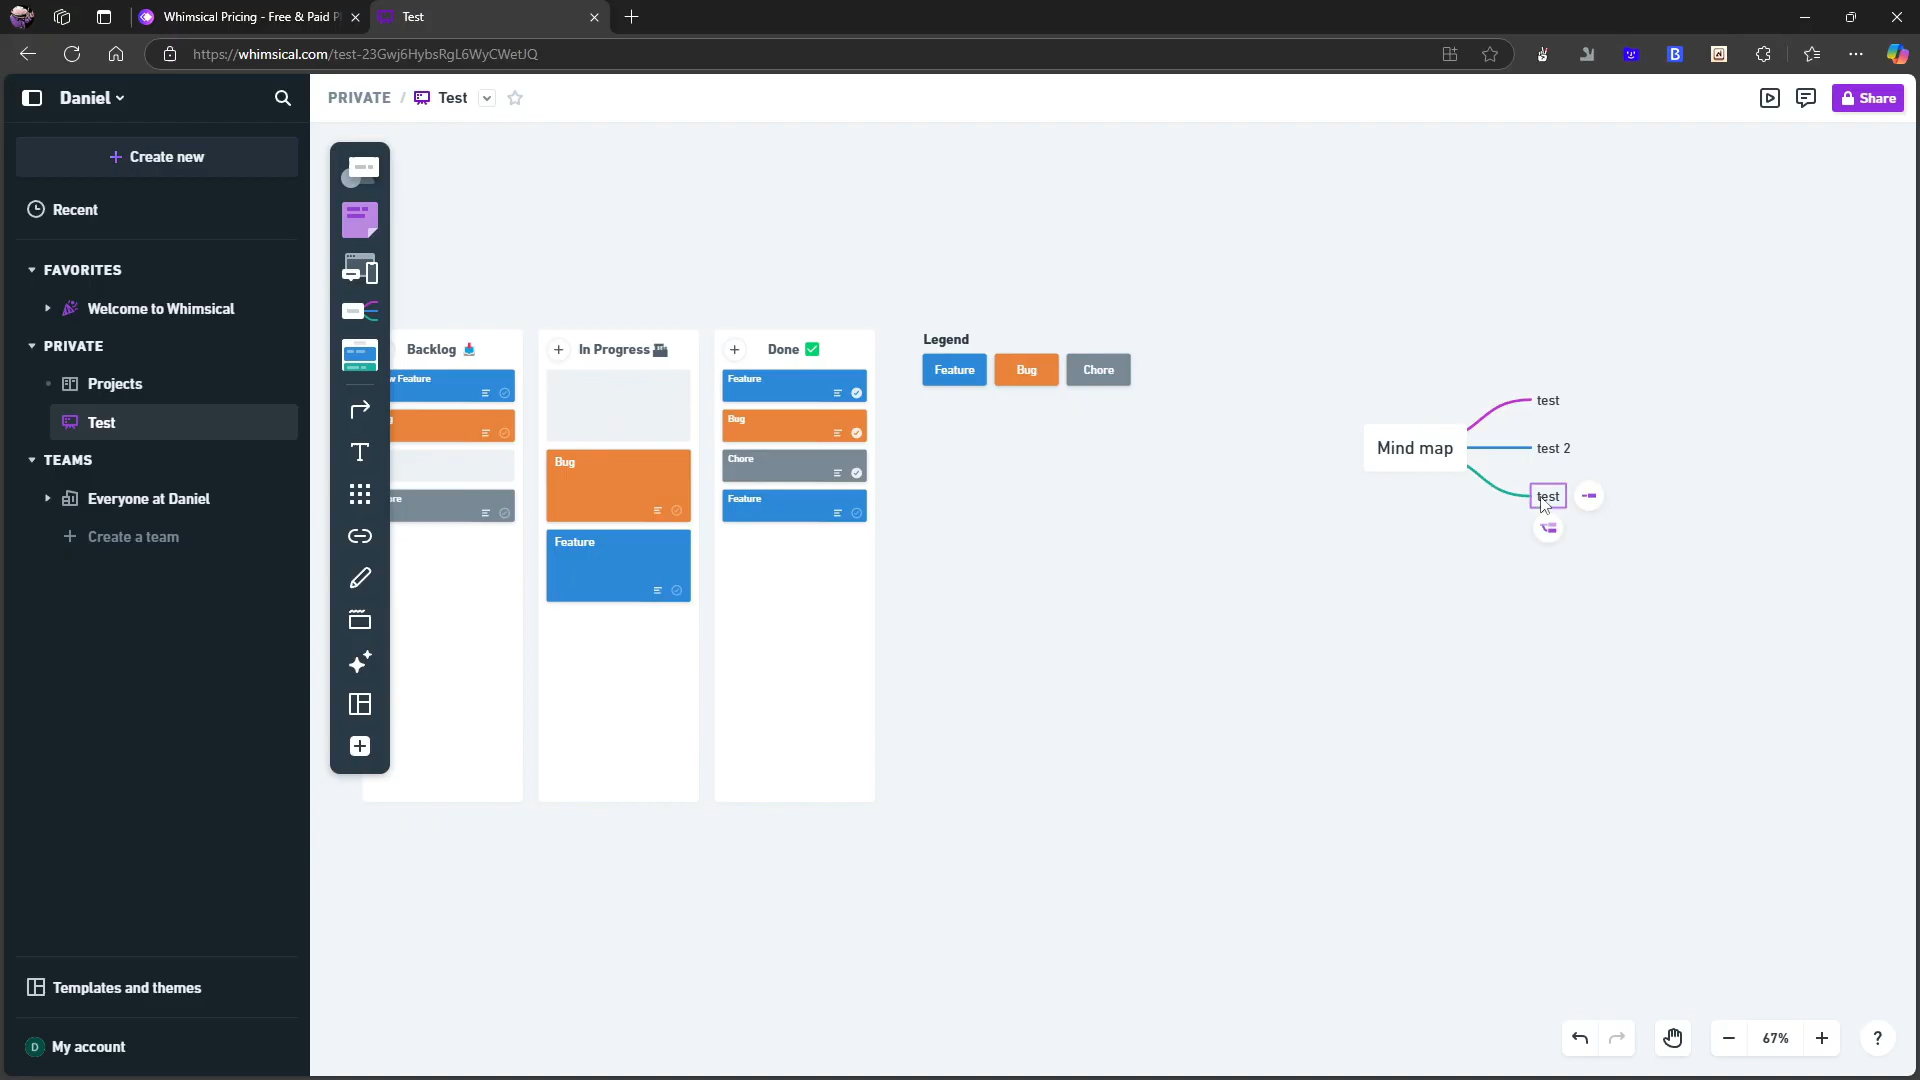 Whimsical Pricing - Free & Paid P
Test
https://whimsical.com/test-23Gwj6HybsRgL6WyCWetJQ
Daniel
PRIVATE / Test
Share
+ Create new
Recent
FAVORITES
Welcome to Whimsical
PRIVATE
Projects
Test
TEAMS
Everyone at Daniel
+ Create a team
Templates and themes
D My account
Backlog
w Feature
re
In Progress
Bug
Feature
Done
Feature
Bug
Chore
Feature
Legend
Feature Bug Chore
Mind map
test
test 2
test
67%
?